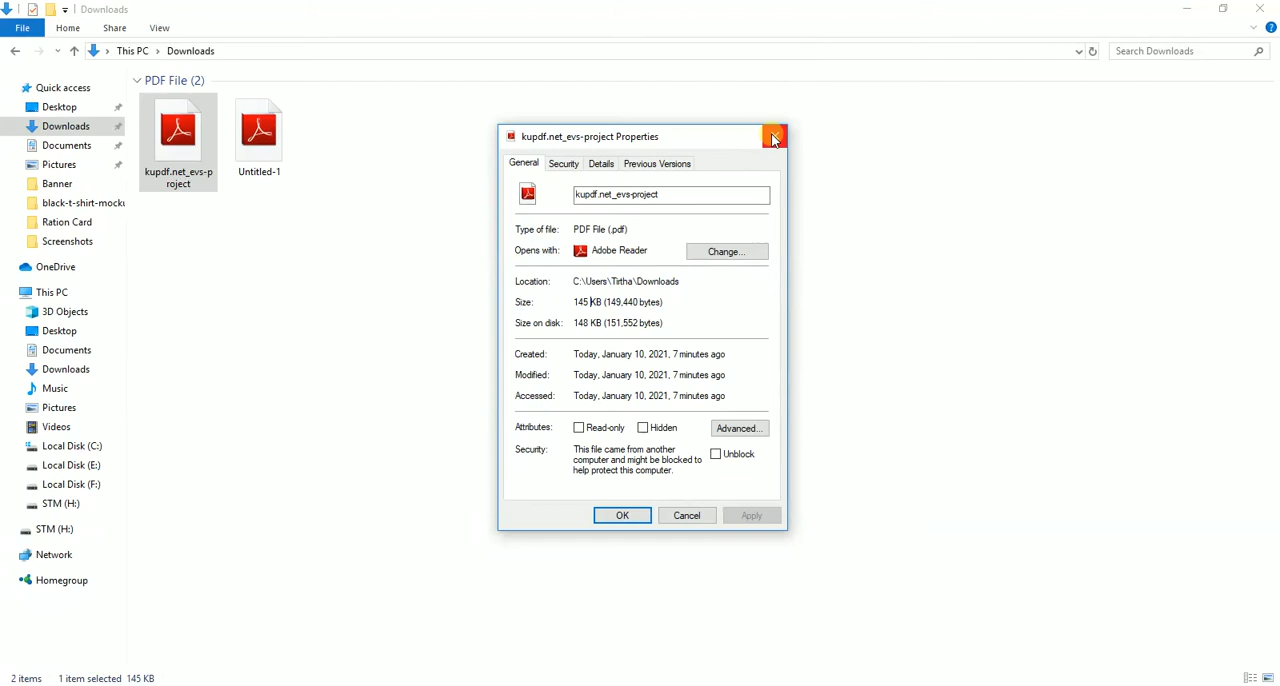 Downloads
File Home Share View
This PC Downloads
Search Downloads
Quick access
Desktop
Downloads
Documents
Pictures
Banner
black-t-shirt-mocku
Ration Card
Screenshots
OneDrive
This PC
3D Objects
Desktop
Documents
Downloads
Music
Pictures
Videos
Local Disk (C:)
Local Disk (E:)
Local Disk (F:)
STM (H:)
STM (H:)
Network
Homegroup
PDF File (2)
kupdf.net_evs-p
roject
Untitled-1
kupdf.net_evs-project Properties
General Security Details Previous Versions
kupdf.net_evs-project
Type of file: PDF File (.pdf)
Opens with: Adobe Reader Change...
Location: C:\Users\Tirtha\Downloads
Size: 145 KB (149,440 bytes)
Size on disk: 148 KB (151,552 bytes)
Created: Today, January 10, 2021, 7 minutes ago
Modified: Today, January 10, 2021, 7 minutes ago
Accessed: Today, January 10, 2021, 7 minutes ago
Attributes: Read-only Hidden Advanced...
Security: This file came from another
computer and might be blocked to
help protect this computer.
Unblock
OK Cancel Apply
2 items 1 item selected 145 KB